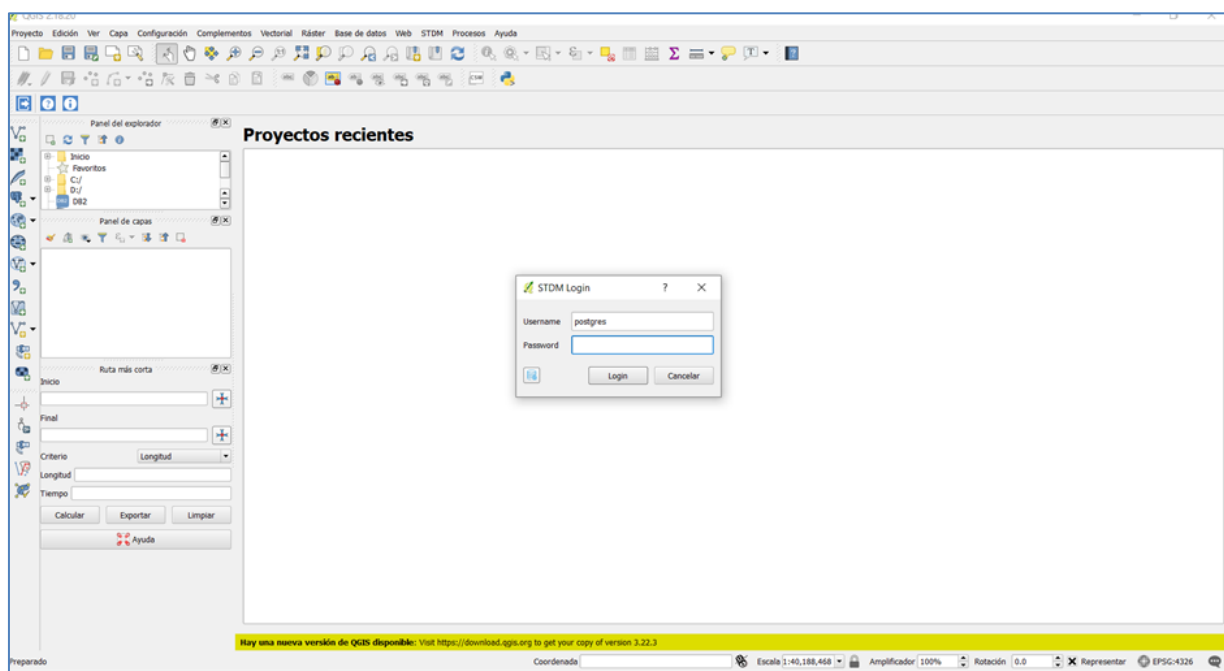 QGIS 2.18.20
Proyecto Edición Ver Capa Configuración Complementos Vectorial Ráster Base de datos Web STDM Procesos Ayuda
Panel del explorador
Proyectos recientes
Inicio
Favoritos
C:/
D:/
DB2
Panel de capas
STDM Login
Username postgres
Password
Login Cancelar
Ruta más corta
Inicio
Final
Criterio Longitud
Longitud
Tiempo
Calcular Exportar Limpiar
Ayuda
Hay una nueva versión de QGIS disponible: Visit https://download.qgis.org to get your copy of version 3.22.3
Preparado Coordenada Escala 1:40,188,468 Amplificador 100% Rotación 0.0 Representar EPSG:4326